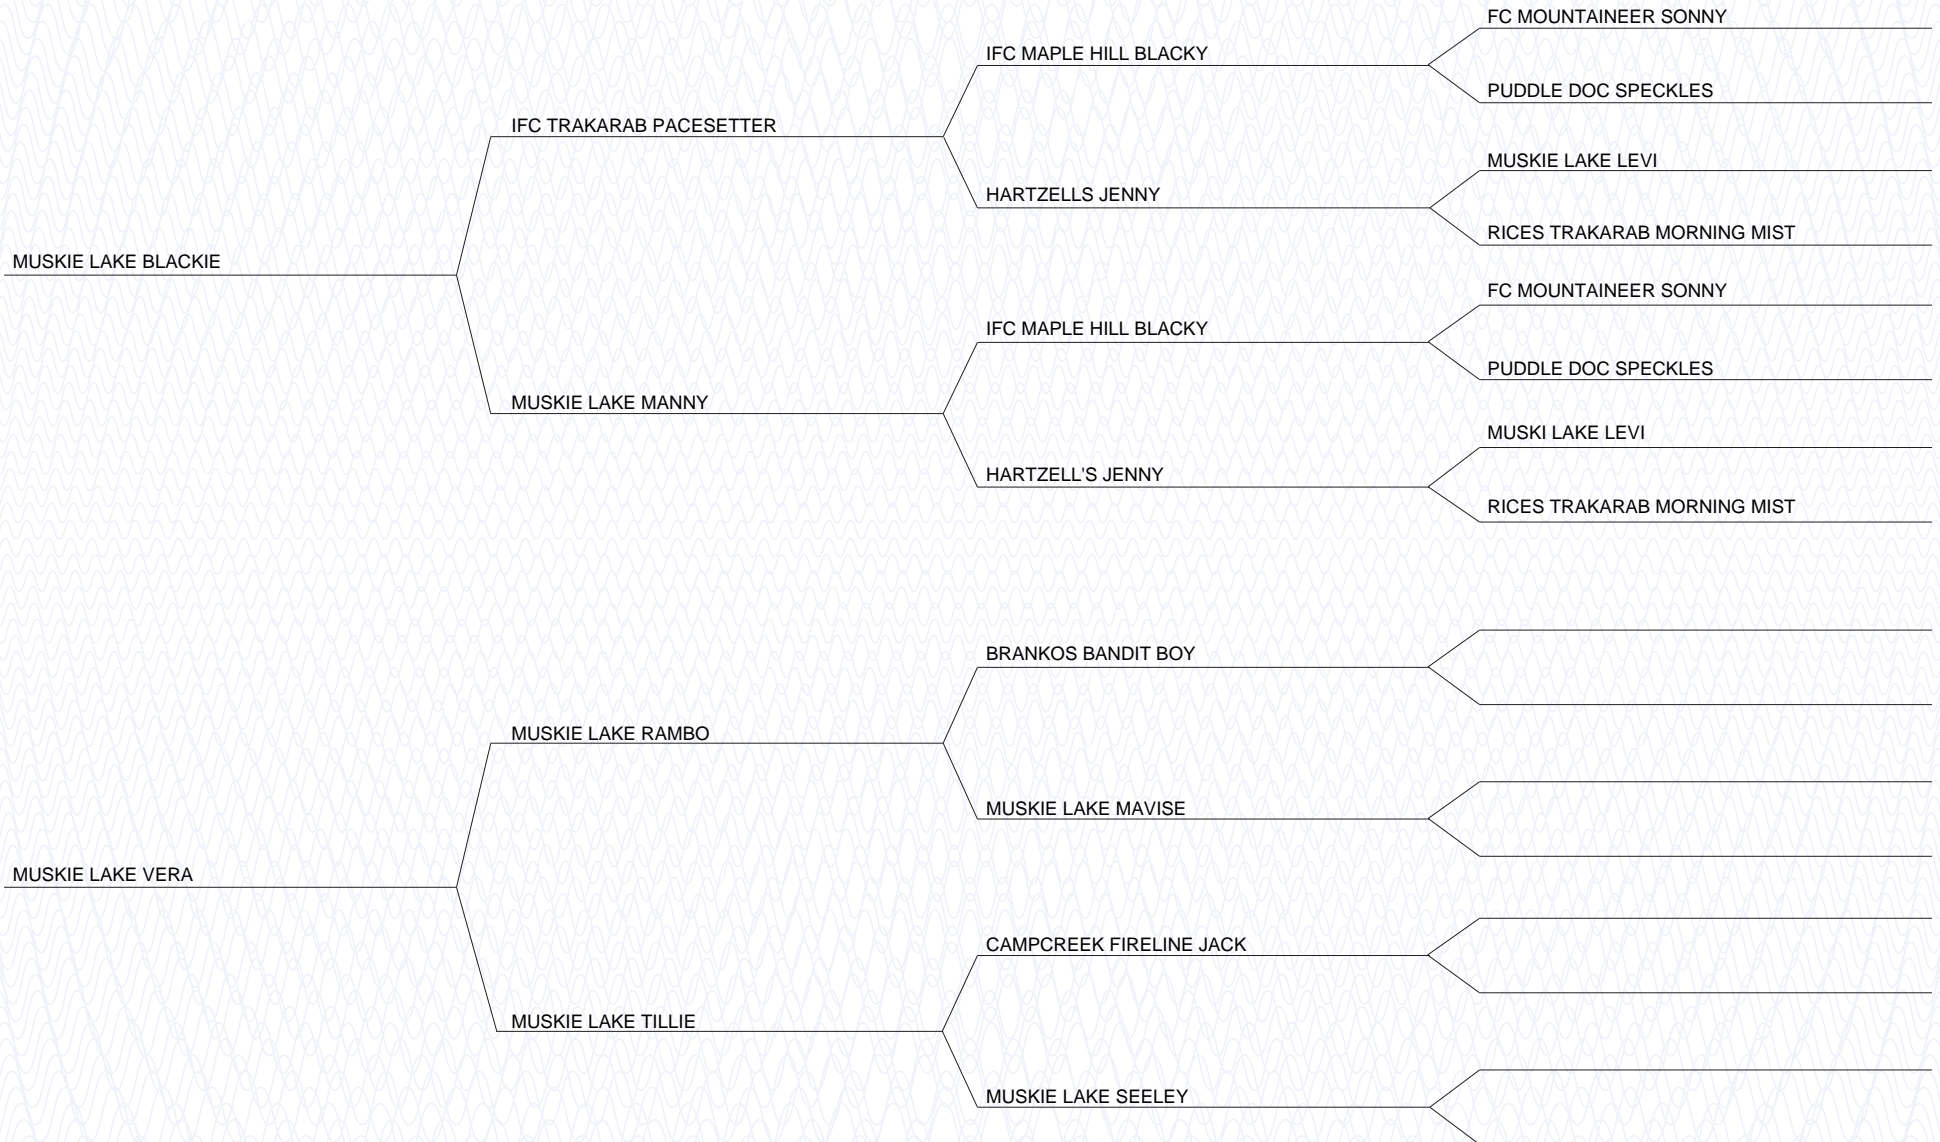 FC MOUNTAINEER SONNY
IFC MAPLE HILL BLACKY
PUDDLE DOC SPECKLES
IFC TRAKARAB PACESETTER
MUSKIE LAKE LEVI
HARTZELLS JENNY
RICES TRAKARAB MORNING MIST
MUSKIE LAKE BLACKIE
FC MOUNTAINEER SONNY
IFC MAPLE HILL BLACKY
PUDDLE DOC SPECKLES
MUSKIE LAKE MANNY
MUSKI LAKE LEVI
HARTZELL'S JENNY
RICES TRAKARAB MORNING MIST
BRANKOS BANDIT BOY
MUSKIE LAKE RAMBO
MUSKIE LAKE MAVISE
MUSKIE LAKE VERA
CAMPCREEK FIRELINE JACK
MUSKIE LAKE TILLIE
MUSKIE LAKE SEELEY